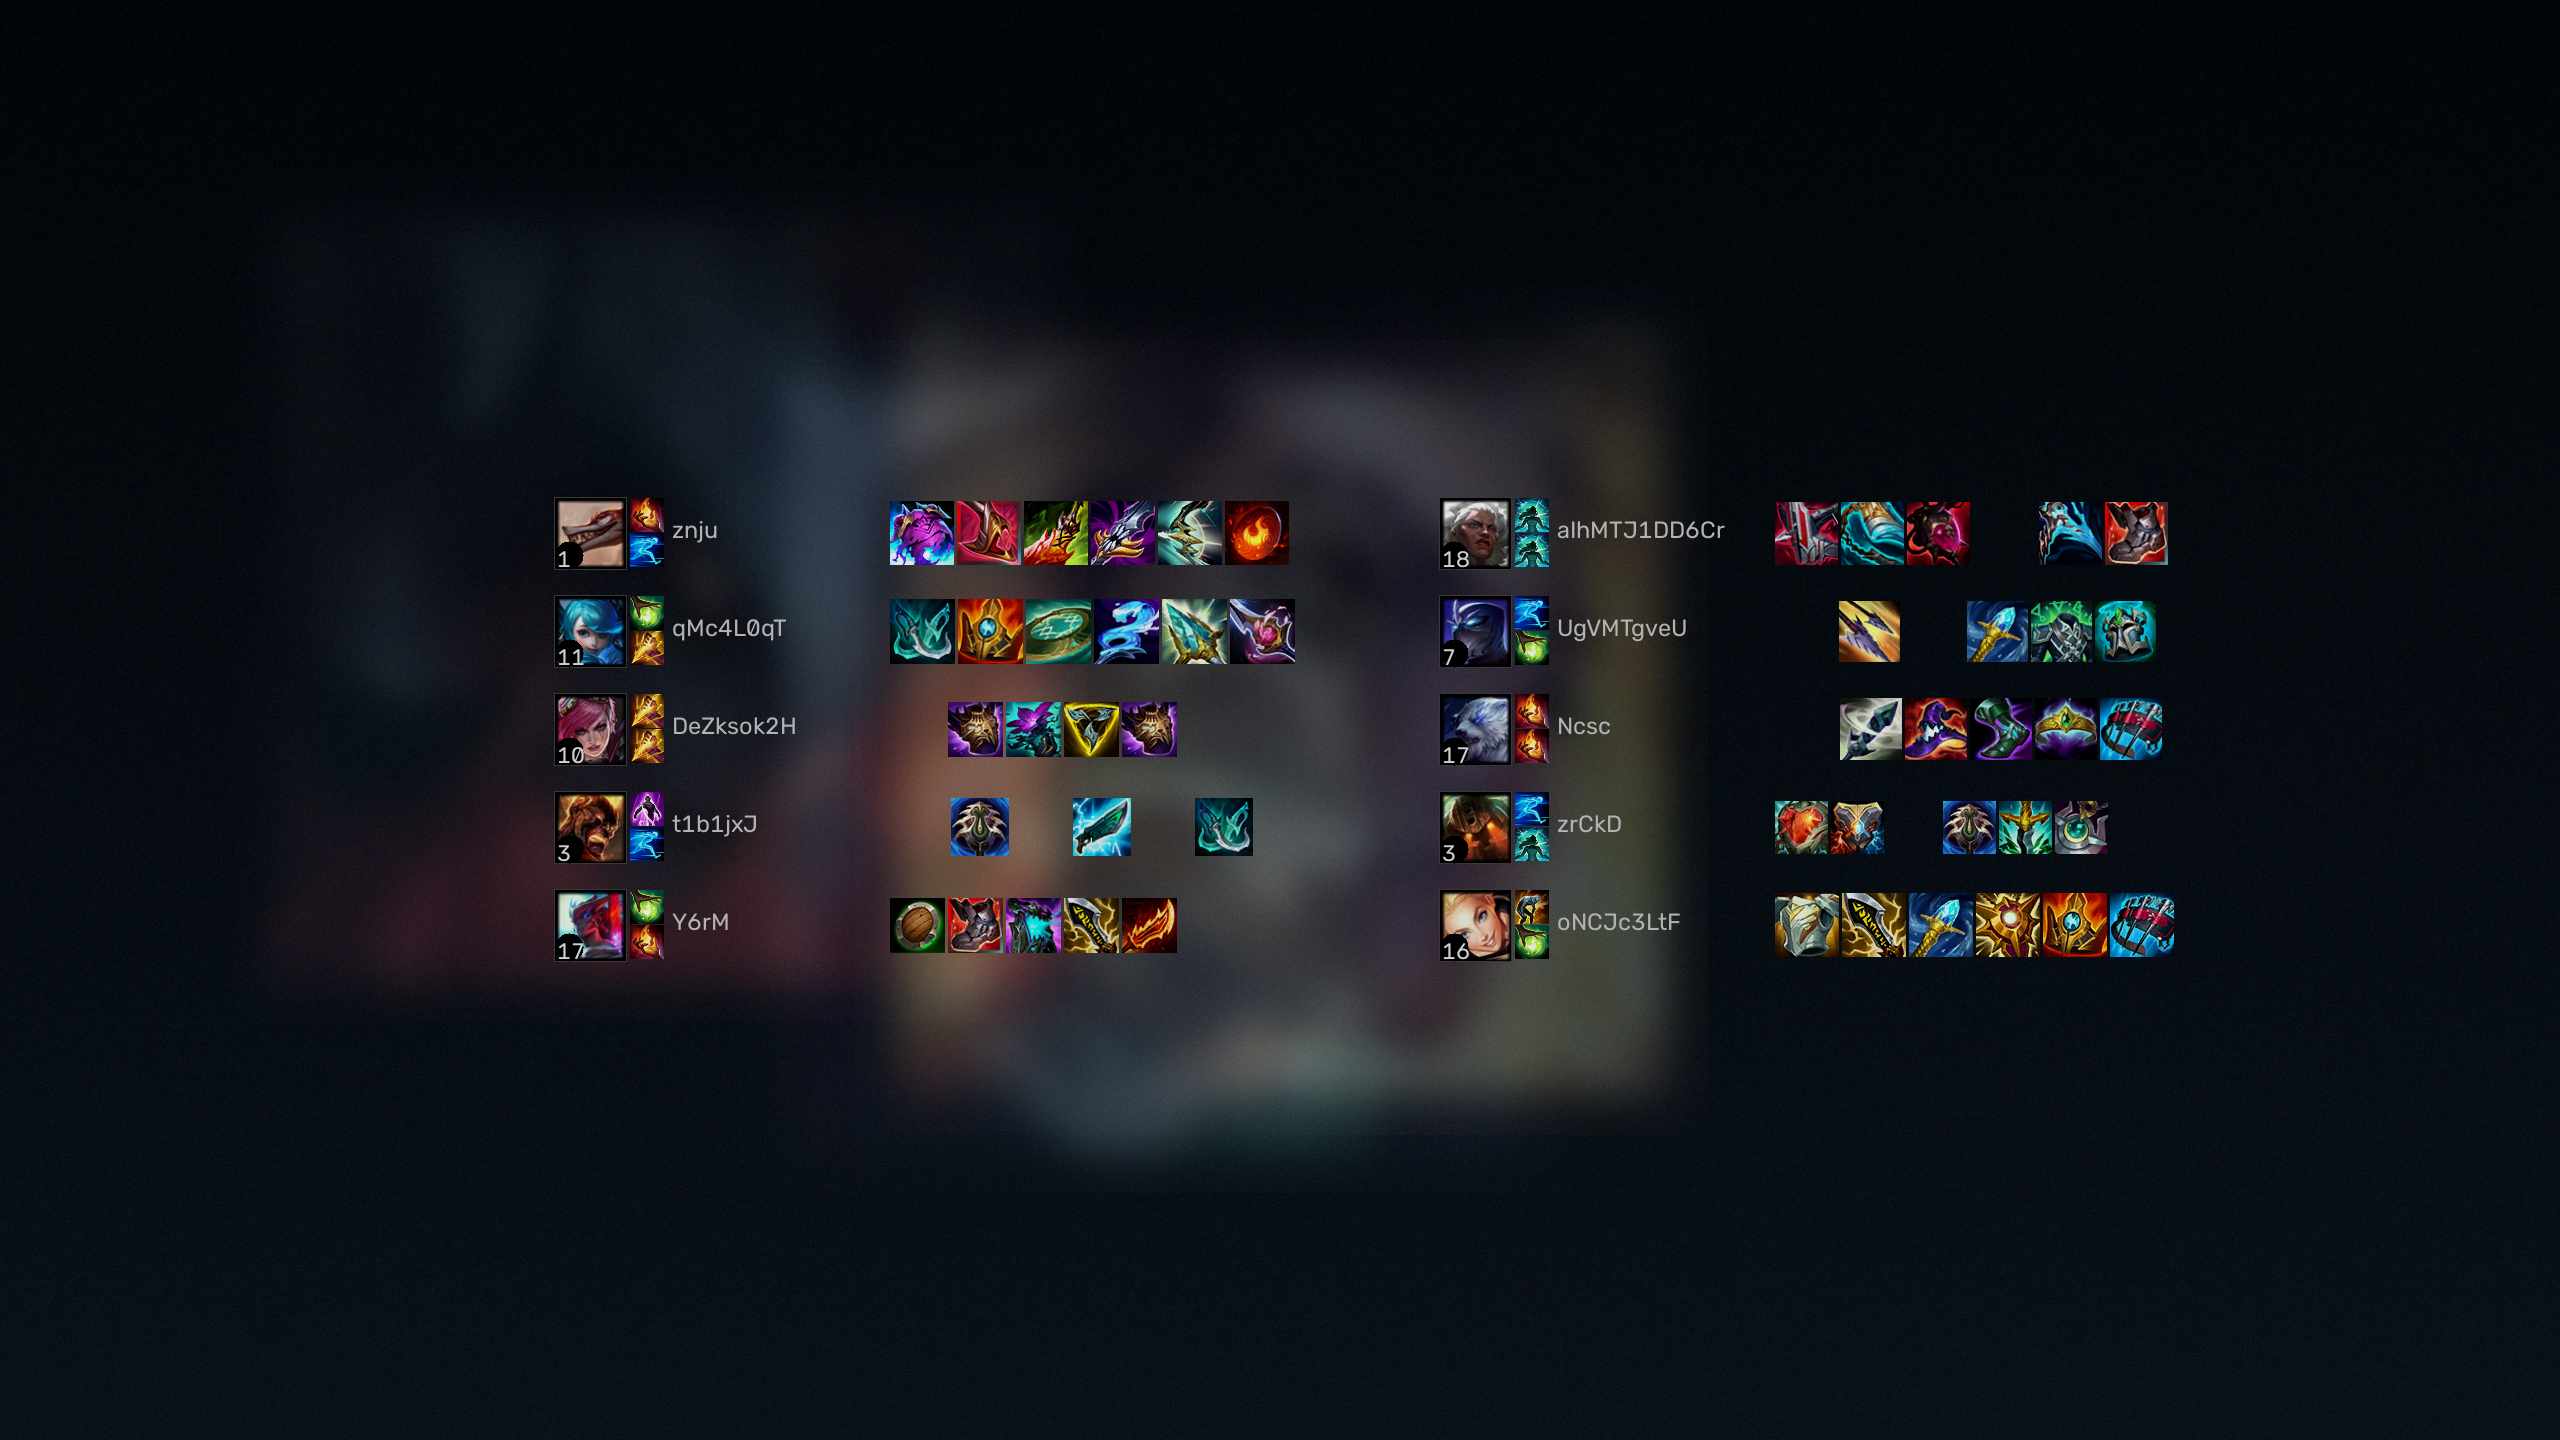 1 znju
11 qMc4L0qT
10 DeZksok2H
3 t1b1jxJ
17 Y6rM
18 alhMTJ1DD6Cr
7 UgVMTgveU
17 Ncsc
3 zrCkD
16 oNCJc3LtF